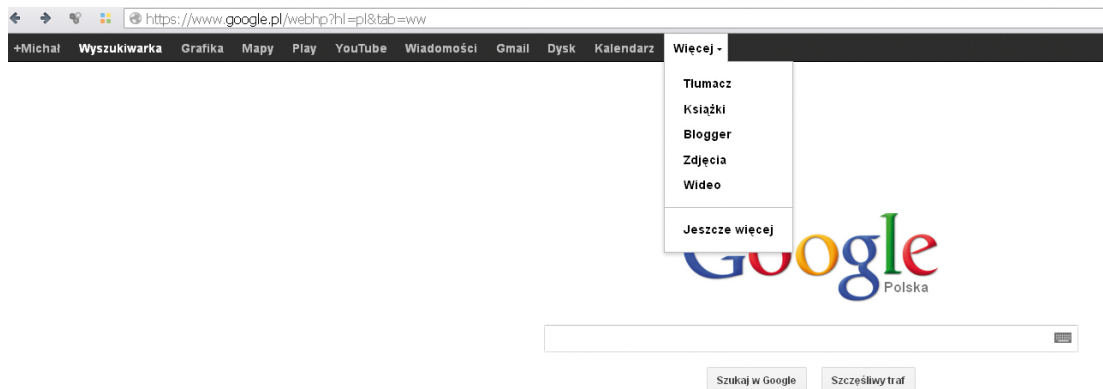 https://www.google.pl/webhp?hl=pl&tab=ww
+Michał Wyszukiwarka Grafika Mapy Play YouTube Wiadomości Gmail Dysk Kalendarz Więcej
Tłumacz
Książki
Blogger
Zdjęcia
Wideo
Jeszcze więcej
Google
Polska
Szukaj w Google Szczęśliwy traf